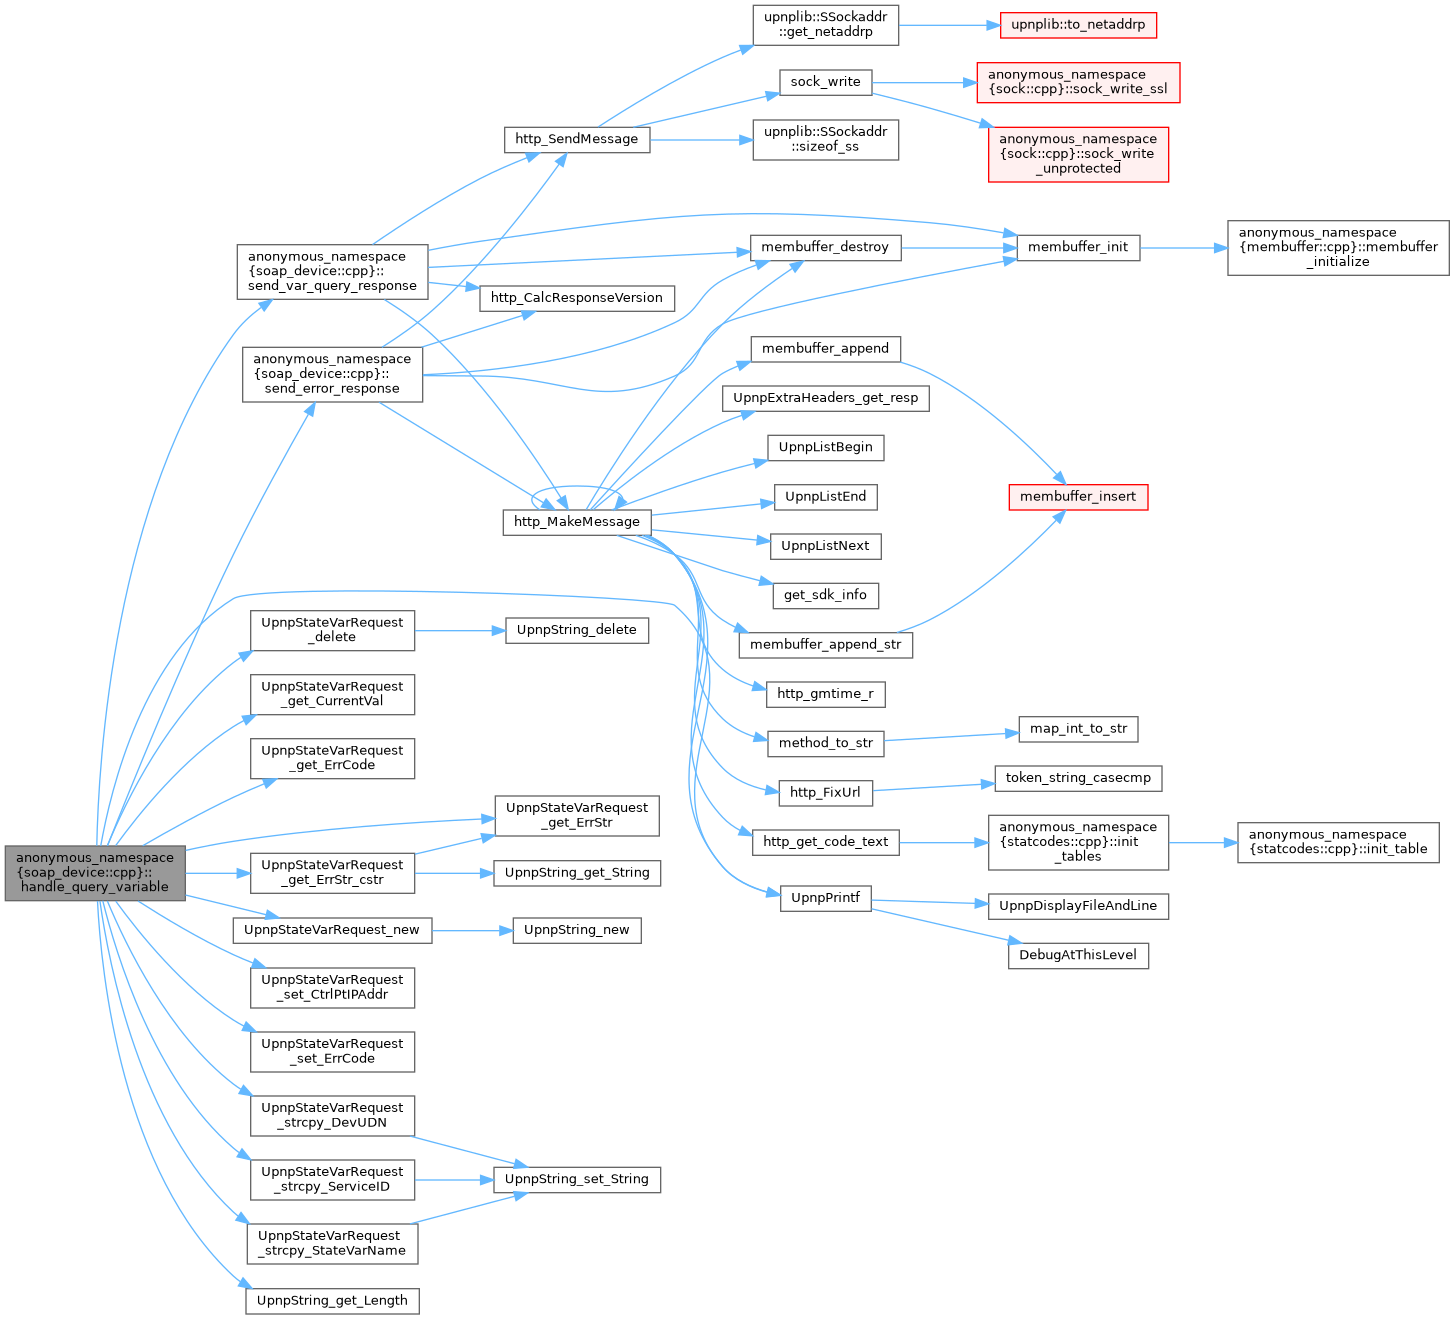 upnplib::SSockaddr
::get_netaddrp
upnplib::to_netaddrp
sock_write
anonymous_namespace
{sock::cpp}::sock_write_ssl
http_SendMessage
upnplib::SSockaddr
::sizeof_ss
anonymous_namespace
{sock::cpp}::sock_write
_unprotected
anonymous_namespace
{soap_device::cpp}::
send_var_query_response
membuffer_destroy
membuffer_init
anonymous_namespace
{membuffer::cpp}::membuffer
_initialize
http_CalcResponseVersion
anonymous_namespace
{soap_device::cpp}::
send_error_response
membuffer_append
UpnpExtraHeaders_get_resp
UpnpListBegin
UpnpListEnd
membuffer_insert
http_MakeMessage
UpnpListNext
get_sdk_info
UpnpStateVarRequest
_delete
UpnpString_delete
membuffer_append_str
UpnpStateVarRequest
_get_CurrentVal
http_gmtime_r
method_to_str
map_int_to_str
UpnpStateVarRequest
_get_ErrCode
http_FixUrl
token_string_casecmp
UpnpStateVarRequest
_get_ErrStr
http_get_code_text
anonymous_namespace
{statcodes::cpp}::init
_tables
anonymous_namespace
{statcodes::cpp}::init_table
anonymous_namespace
{soap_device::cpp}::
handle_query_variable
UpnpStateVarRequest
_get_ErrStr_cstr
UpnpString_get_String
UpnpPrintf
UpnpDisplayFileAndLine
UpnpStateVarRequest_new
UpnpString_new
DebugAtThisLevel
UpnpStateVarRequest
_set_CtrlPtIPAddr
UpnpStateVarRequest
_set_ErrCode
UpnpStateVarRequest
_strcpy_DevUDN
UpnpStateVarRequest
_strcpy_ServiceID
UpnpString_set_String
UpnpStateVarRequest
_strcpy_StateVarName
UpnpString_get_Length